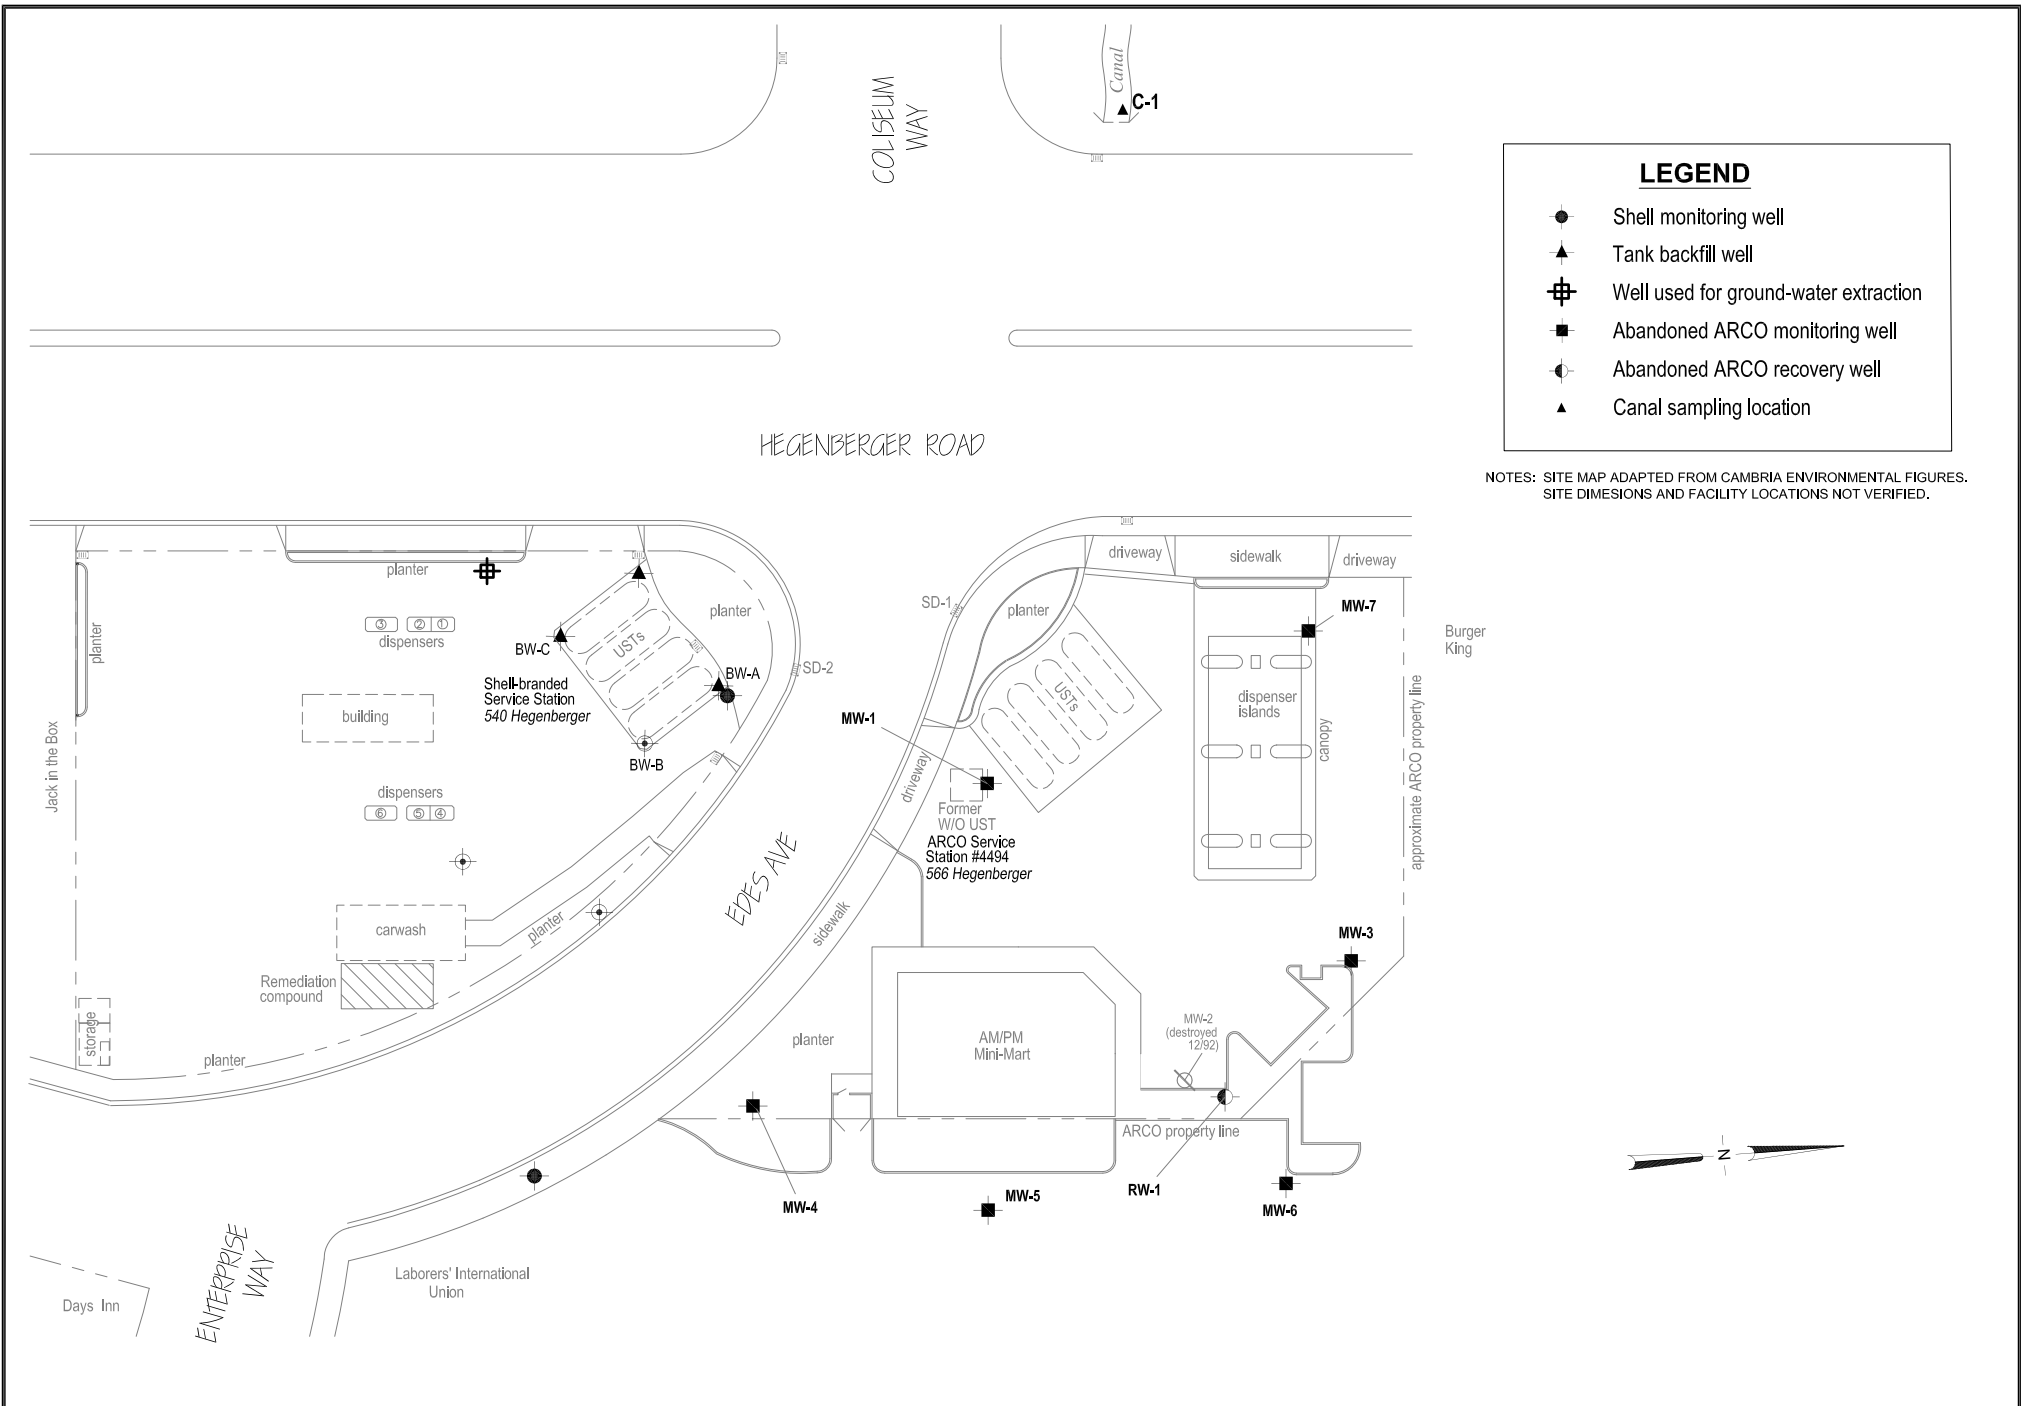 Canal
C-1
COLISEUM
WAY
LEGEND
Shell monitoring well
Tank backfill well
Well used for ground-water extraction
Abandoned ARCO monitoring well
Abandoned ARCO recovery well
Canal sampling location
NOTES: SITE MAP ADAPTED FROM CAMBRIA ENVIRONMENTAL FIGURES.
SITE DIMESIONS AND FACILITY LOCATIONS NOT VERIFIED.
HEGENBERGER ROAD
planter
planter
③ ② ①
dispensers
BW-C
USTs
planter
BW-A
SD-2
Shell-branded
Service Station
540 Hegenberger
building
BW-B
Jack in the Box
dispensers
⑥ ⑤ ④
carwash
planter
Remediation
compound
storage
planter
EDES AVE
SD-1
planter
driveway
sidewalk
driveway
MW-7
Burger
King
USTs
dispenser
islands
canopy
approximate ARCO property line
MW-1
driveway
Former
W/O UST
ARCO Service
Station #4494
566 Hegenberger
sidewalk
MW-3
planter
AM/PM
Mini-Mart
MW-2
(destroyed
12/92)
ARCO property line
MW-4
MW-5
RW-1
MW-6
N
ENTERPRISE
WAY
Laborers' International
Union
Days Inn